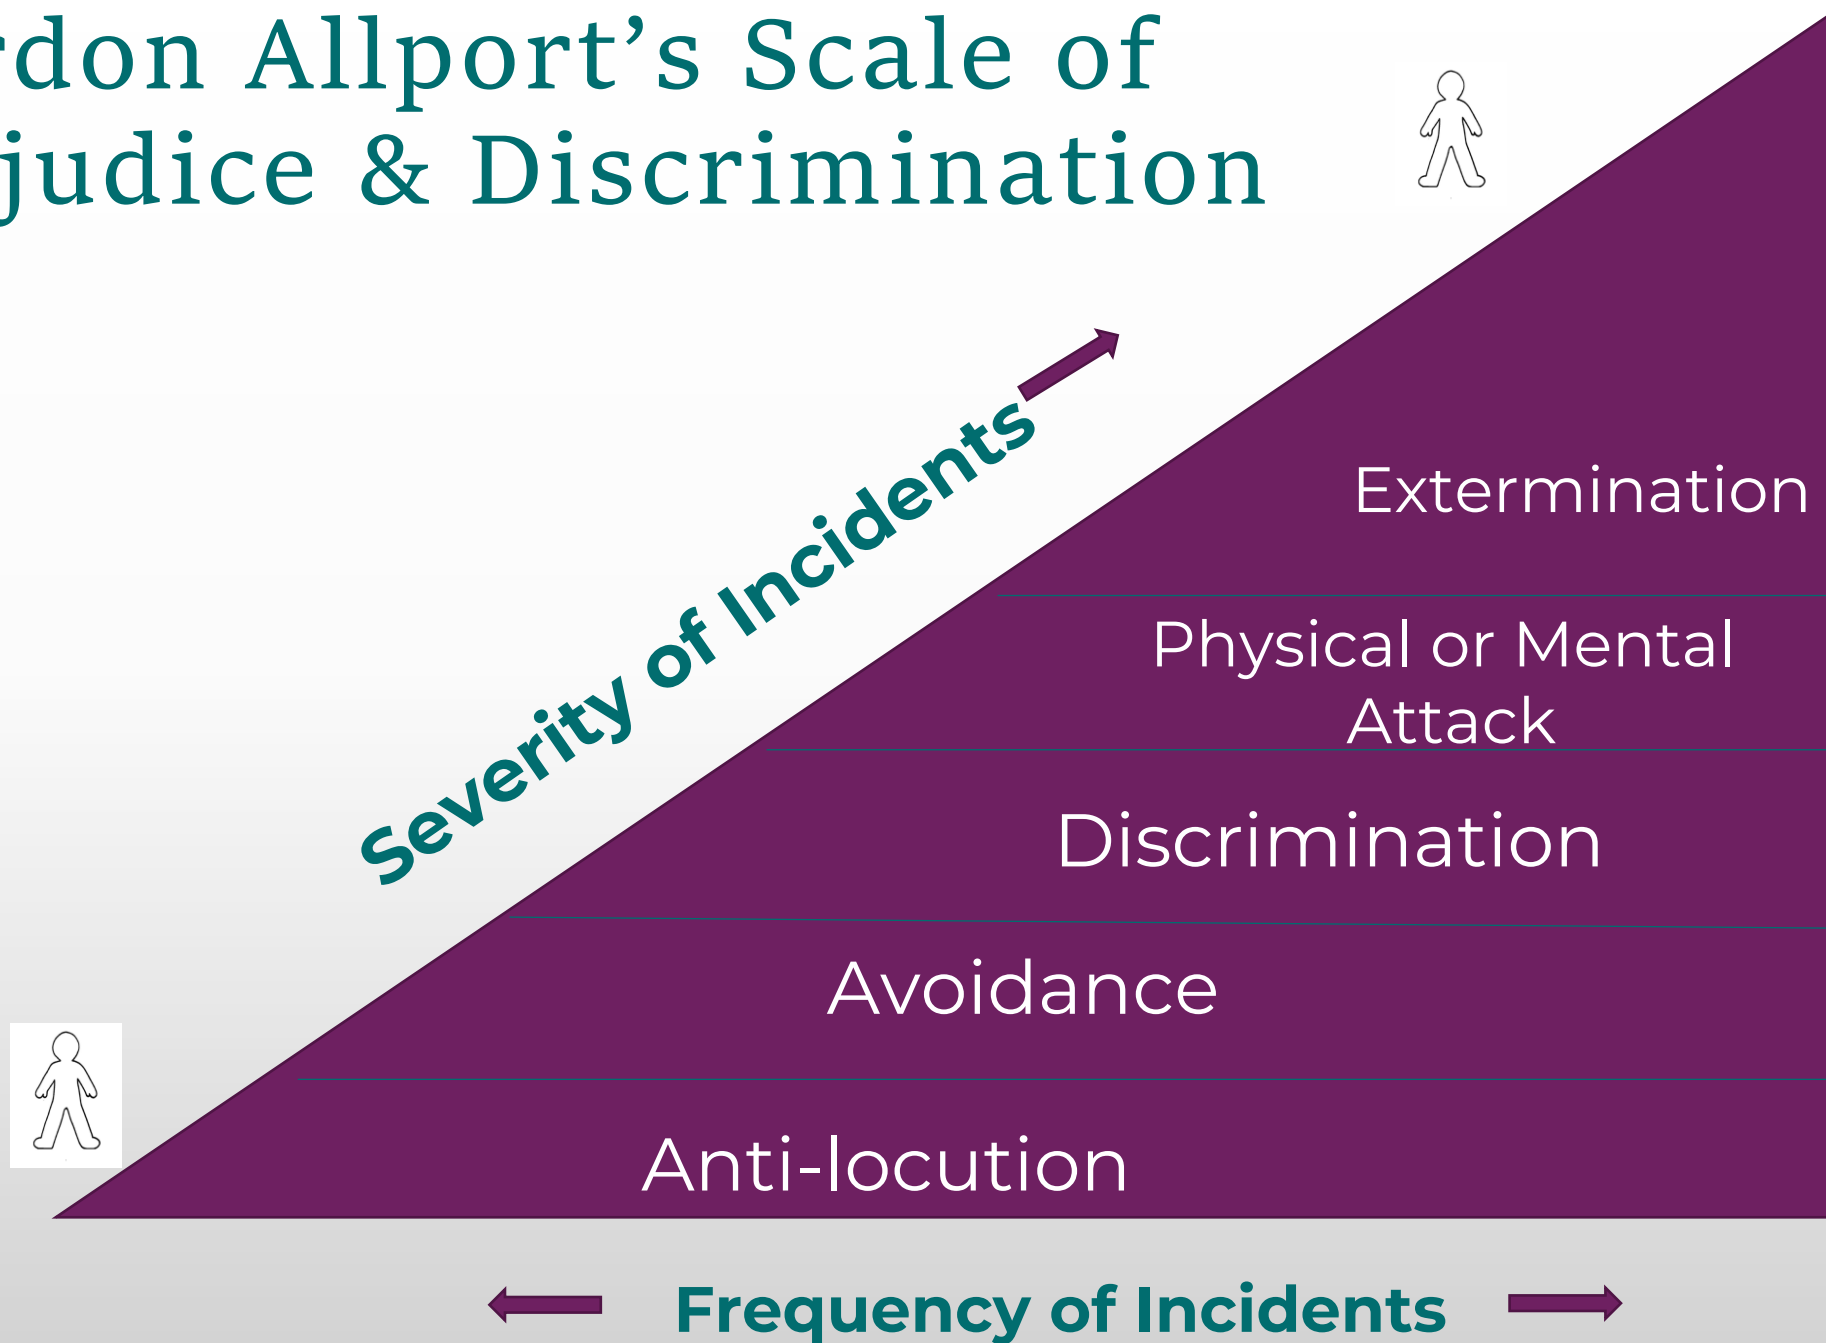 rdon Allport's Scale of
judice & Discrimination
Severity of Incidents
Extermination
Physical or Mental
Attack
Discrimination
Avoidance
Anti-locution
Frequency of Incidents